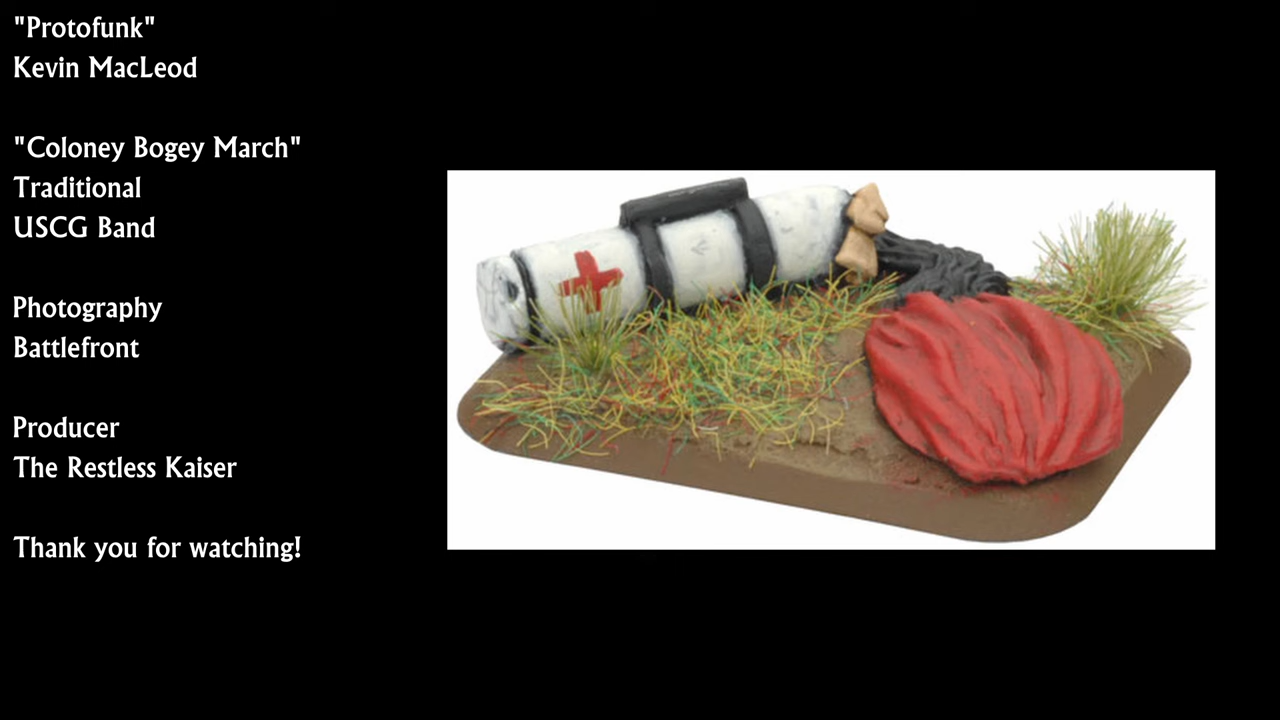 "Protofunk"
Kevin MacLeod
"Coloney Bogey March"
Traditional
USCG Band
Photography
Battlefront
Producer
The Restless Kaiser
Thank you for watching!